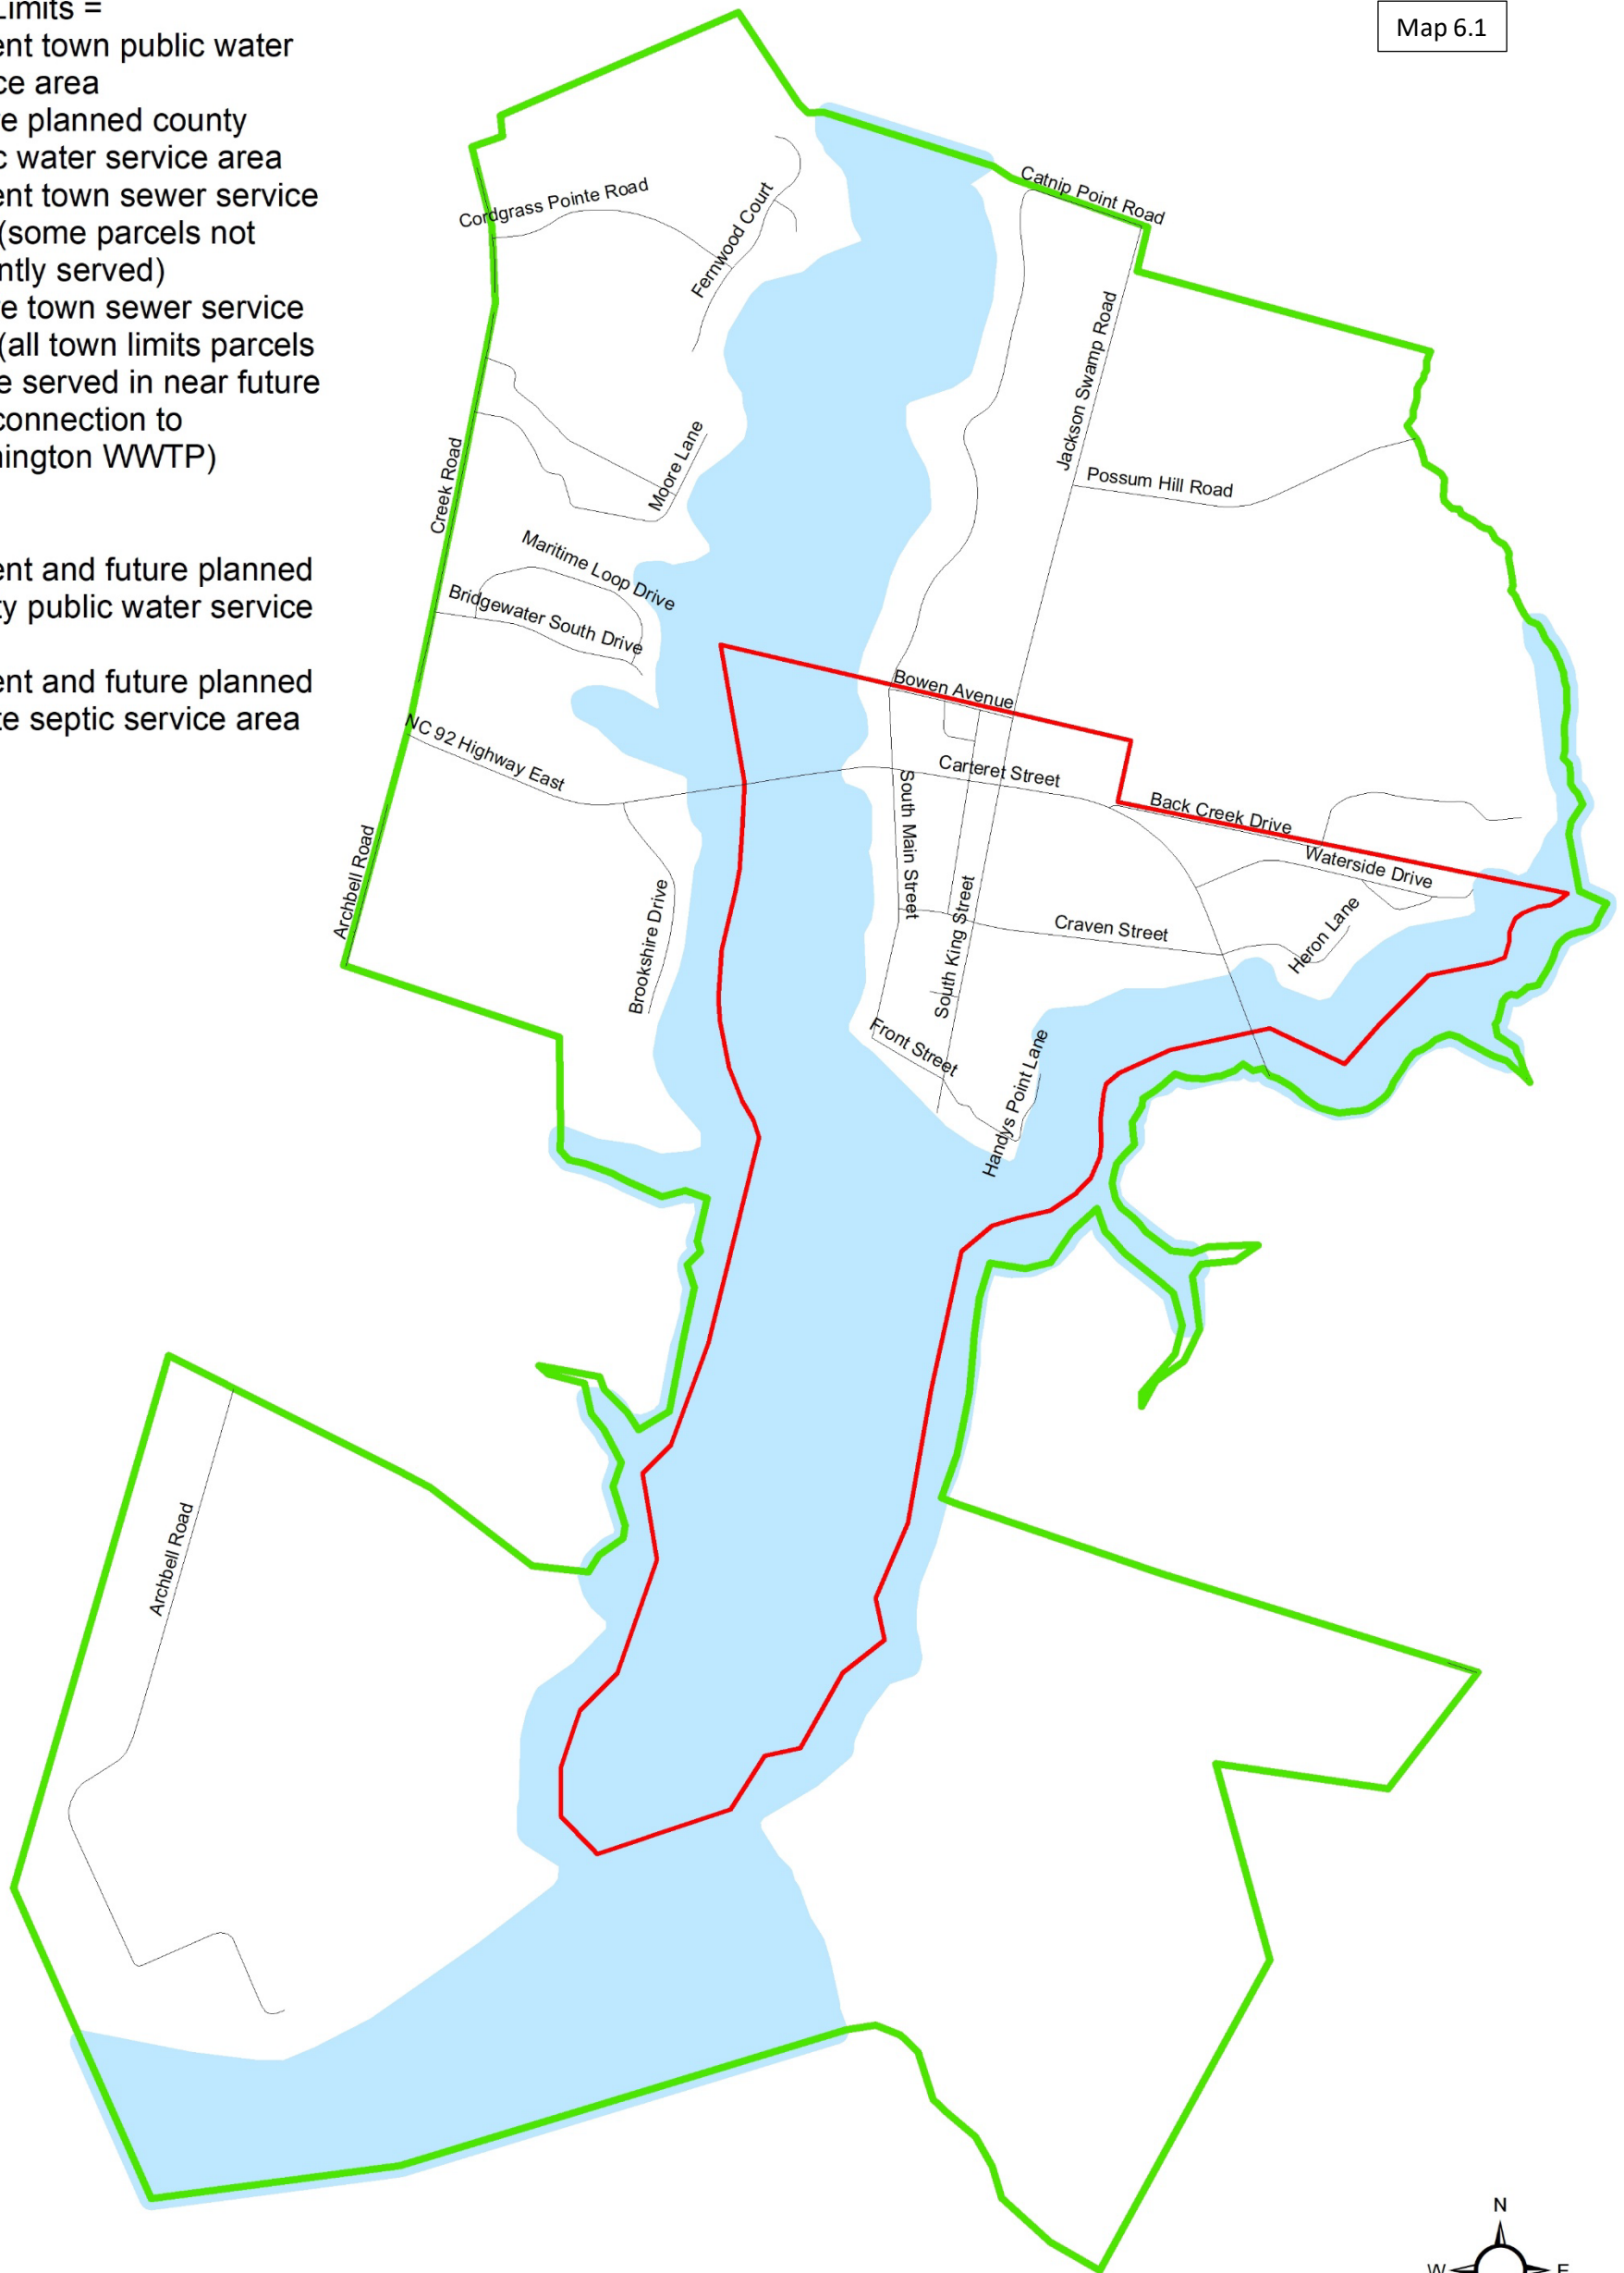 Limits =
ent town public water
ce area
e planned county
c water service area
ent town sewer service
(some parcels not
ntly served)
e town sewer service
(all town limits parcels
e served in near future
connection to
nington WWTP)
ent and future planned
ty public water service
ent and future planned
te septic service area
Map 6.1
Catnip Point Road
Cordgrass Pointe Road
Fernwood Court
Jackson Swamp Road
Creek Road
Moore Lane
Possum Hill Road
Maritime Loop Drive
Bridgewater South Drive
Bowen Avenue
NC 92 Highway East
Carteret Street
South Main Street
Back Creek Drive
Waterside Drive
Archbell Road
Brookshire Drive
South King Street
Craven Street
Heron Lane
Front Street
Handys Point Lane
Archbell Road
N
W
E